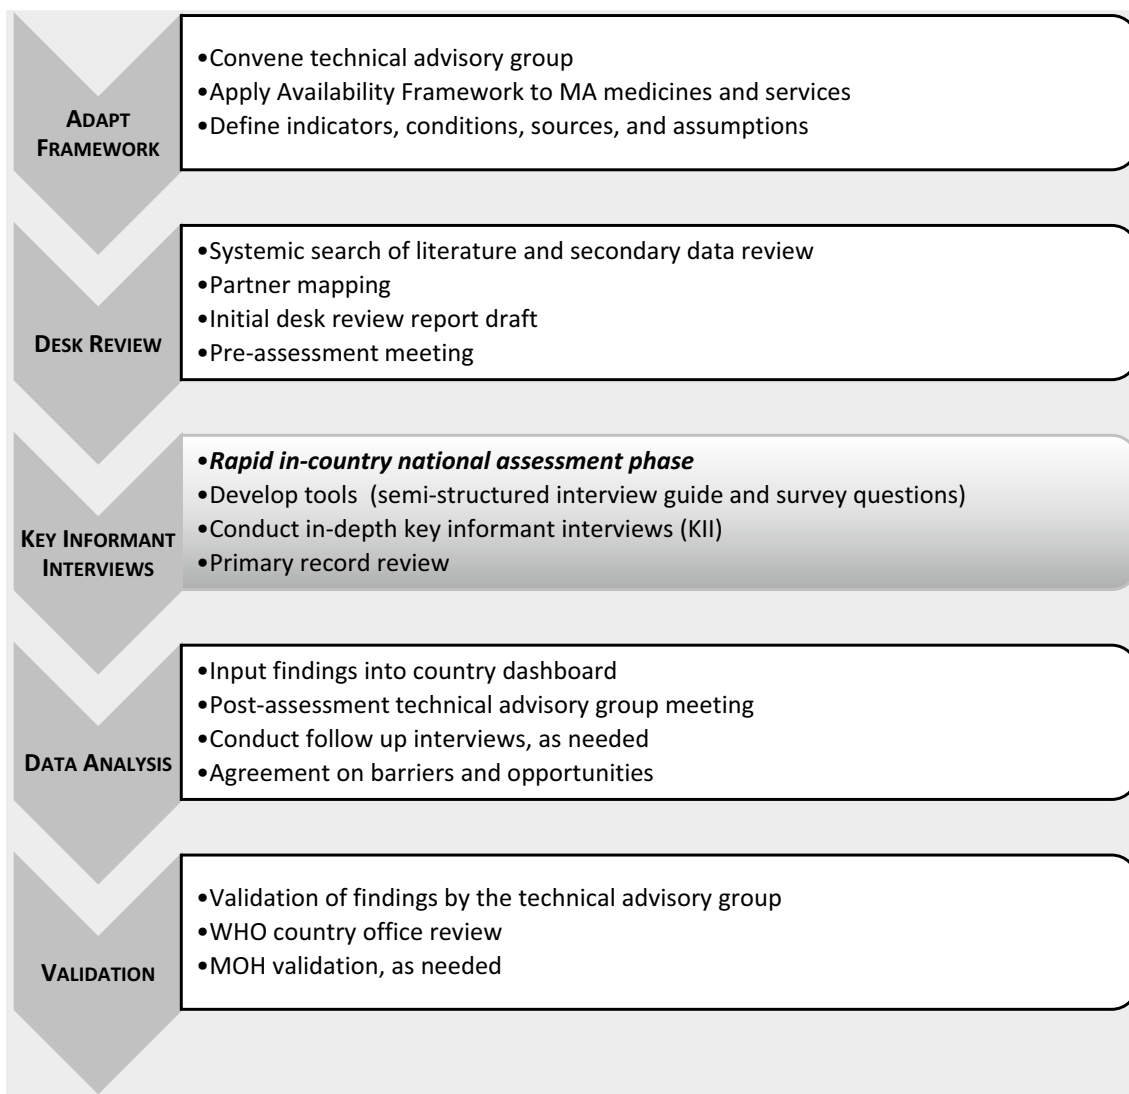 ADAPT
FRAMEWORK
•Convene technical advisory group
•Apply Availability Framework to MA medicines and services
•Define indicators, conditions, sources, and assumptions
DESK REVIEW
•Systemic search of literature and secondary data review
•Partner mapping
•Initial desk review report draft
•Pre-assessment meeting
KEY INFORMANT
INTERVIEWS
•Rapid in-country national assessment phase
•Develop tools (semi-structured interview guide and survey questions)
•Conduct in-depth key informant interviews (KII)
•Primary record review
DATA ANALYSIS
•Input findings into country dashboard
•Post-assessment technical advisory group meeting
•Conduct follow up interviews, as needed
•Agreement on barriers and opportunities
VALIDATION
•Validation of findings by the technical advisory group
•WHO country office review
•MOH validation, as needed